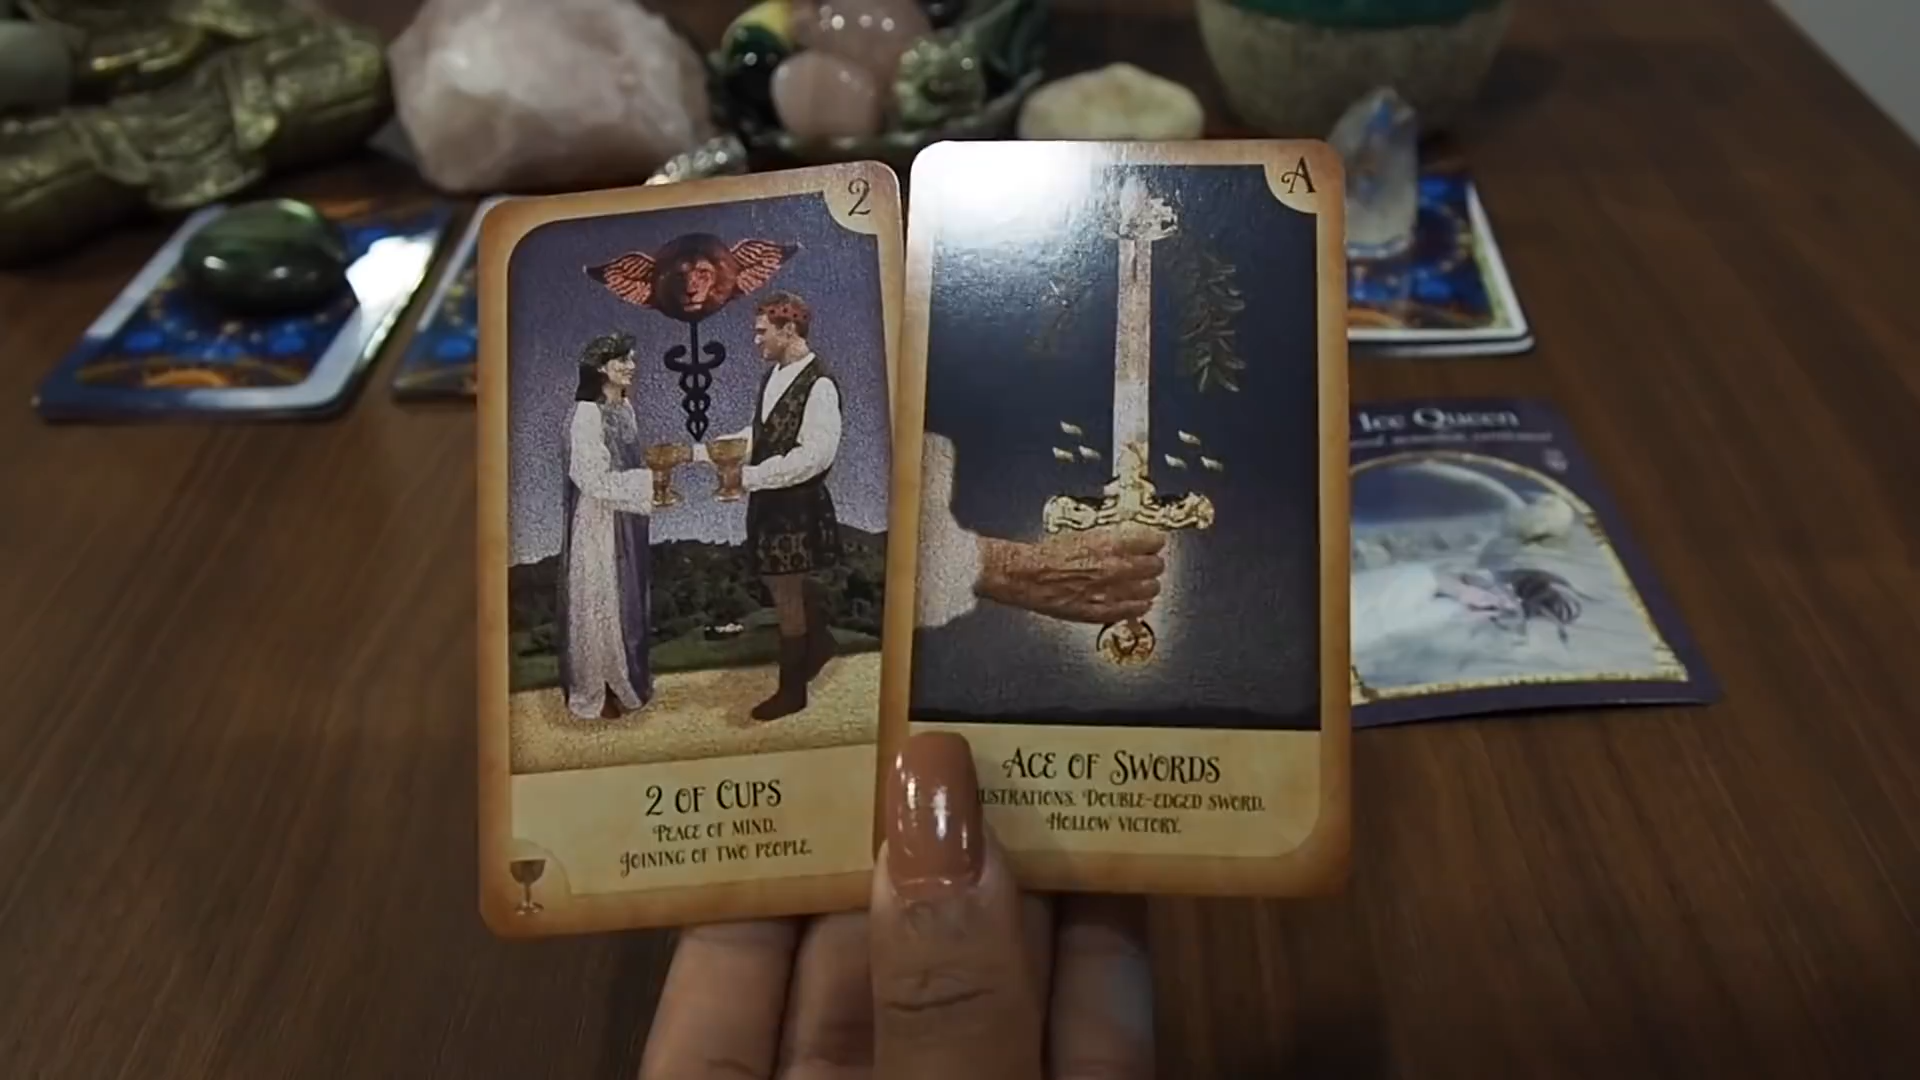 2
2 OF CUPS
PEACE OF MIND.
JOINING OF TWO PEOPLE.
A
ACE OF SWORDS
DOUBLE-EDGED SWORD.
HOLLOW VICTORY.
Ice Queen